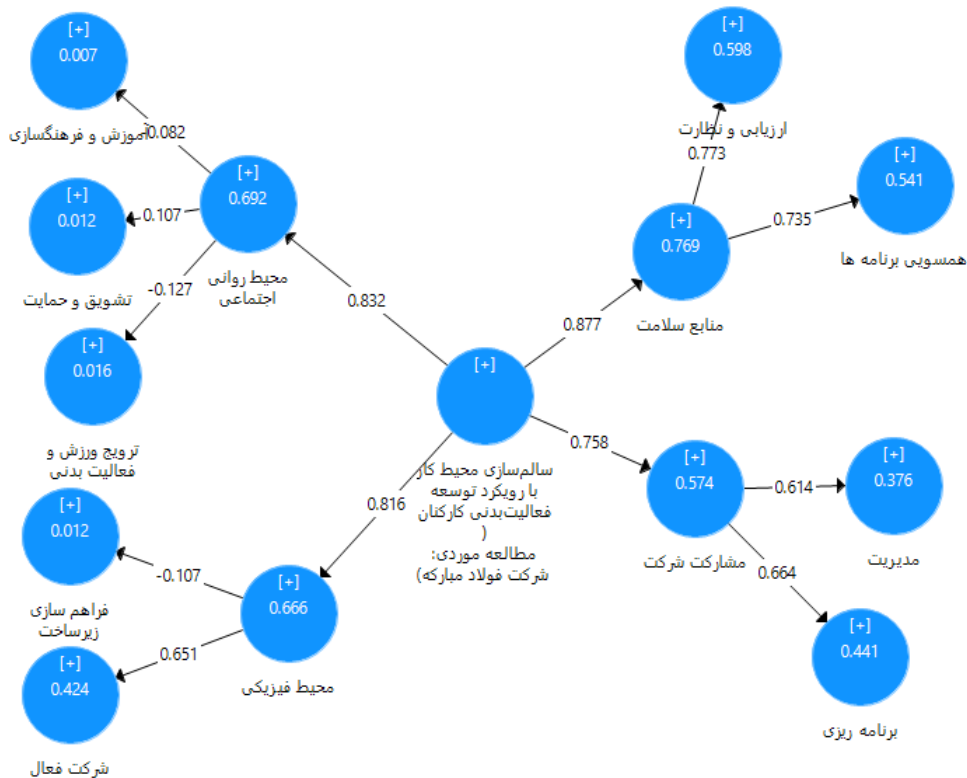 [+]
0.007
آموزش و فرهنگسازی
-0.082
[+]
0.012
تشویق و حمایت
0.107
[+]
0.692
محیط روانی
اجتماعی
-0.127
[+]
0.016
ترویج ورزش و
فعالیت بدنی
0.832
[+]
0.598
ارزیابی و نظارت
0.773
[+]
0.541
همسویی برنامه ها
0.735
[+]
0.769
منابع سلامت
0.877
[+]
سالم‌سازی محیط کار
با رویکرد توسعه
فعالیت‌بدنی کارکنان
(
مطالعه موردی:
شرکت فولاد مبارکه)
0.758
[+]
0.574
مشارکت شرکت
0.614
[+]
0.376
مدیریت
0.664
[+]
0.441
برنامه ریزی
0.816
[+]
0.666
محیط فیزیکی
-0.107
[+]
0.012
فراهم سازی
زیرساخت
0.651
[+]
0.424
شرکت فعال